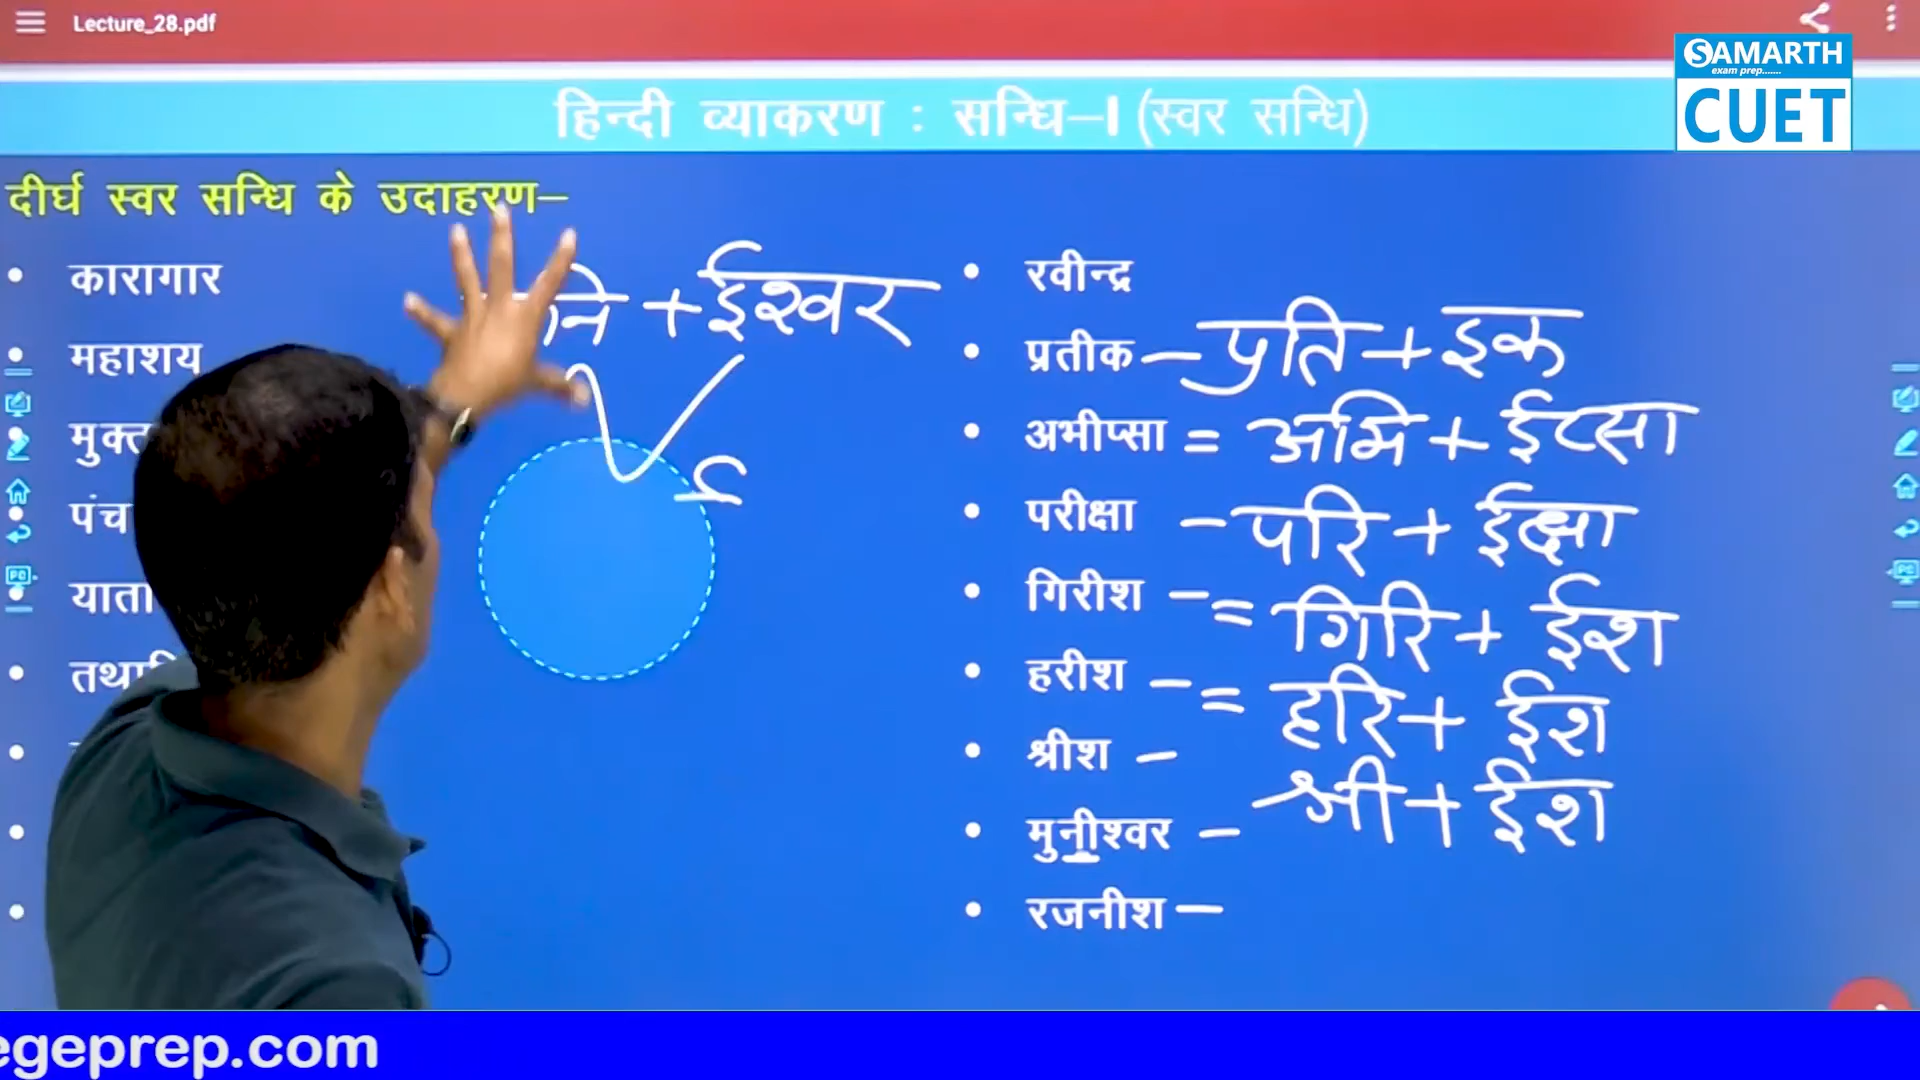 Lecture_28.pdf
SAMARTH
exam prep.......
CUET
हिन्दी व्याकरण : सन्धि–I (स्वर सन्धि)
दीर्घ स्वर सन्धि के उदाहरण–
• कारागार
• महाशय
+ ईश्वर
ई
• रवीन्द्र
• प्रतीक – प्रति + इक
• अभीप्सा = अभि + ईप्सा
• परीक्षा – परि + ईक्षा
• गिरीश – = गिरि + ईश
• हरीश – = हरि + ईश
• श्रीश – श्री + ईश
• मुनीश्वर –
• रजनीश –
egeprep.com